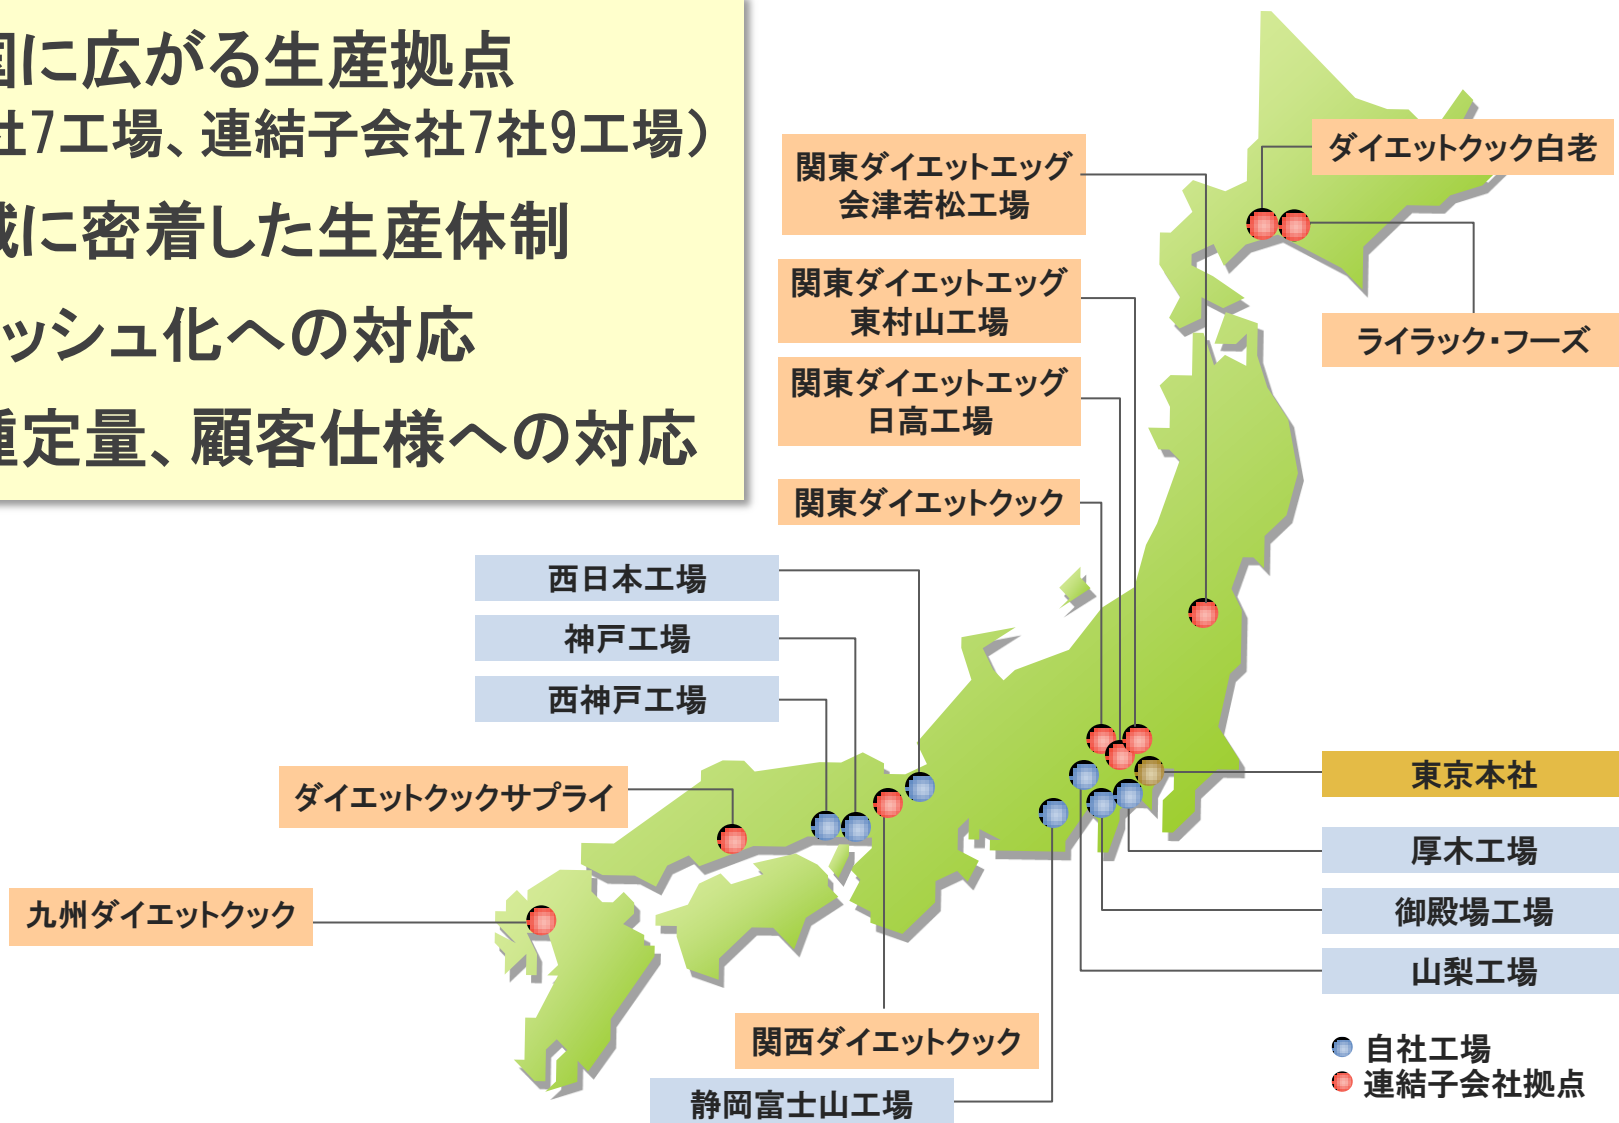 国に広がる生産拠点
社7工場、連結子会社7社9工場）
域に密着した生産体制
ッシュ化への対応
種定量、顧客仕様への対応
関東ダイエットエッグ
会津若松工場
ダイエットクック白老
関東ダイエットエッグ
東村山工場
ライラック・フーズ
関東ダイエットエッグ
日高工場
関東ダイエットクック
西日本工場
神戸工場
西神戸工場
ダイエットクックサプライ
東京本社
厚木工場
九州ダイエットクック
御殿場工場
山梨工場
関西ダイエットクック
静岡富士山工場
自社工場
連結子会社拠点